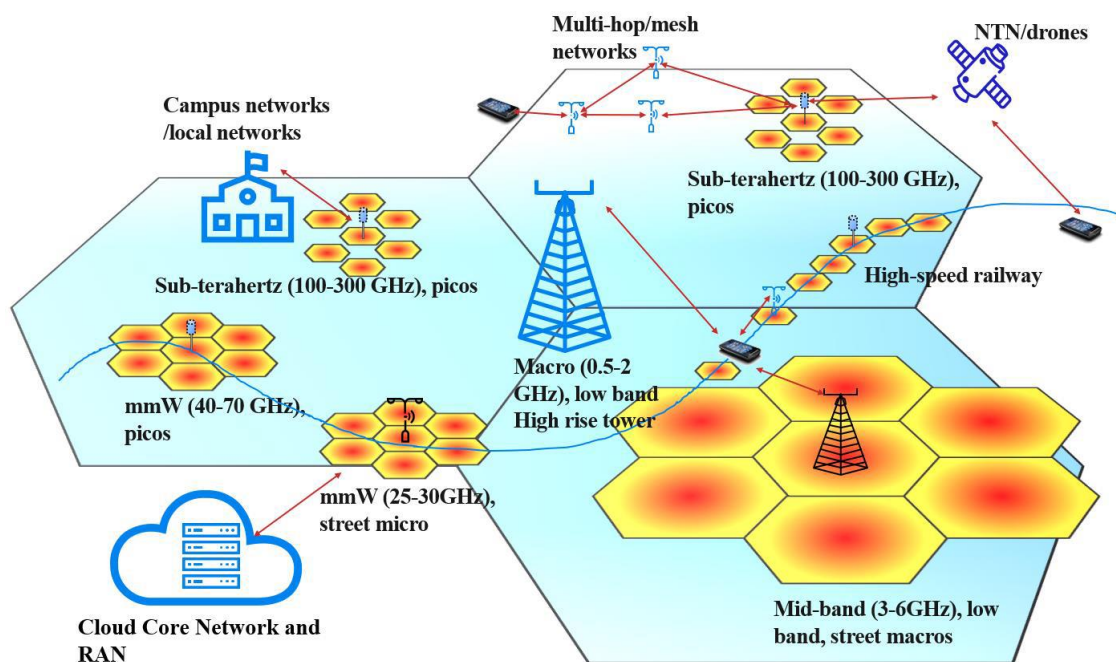 Multi-hop/mesh
networks
NTN/drones
Campus networks
/local networks
Sub-terahertz (100-300 GHz),
picos
Sub-terahertz (100-300 GHz), picos
High-speed railway
Macro (0.5-2
GHz), low band
High rise tower
mmW (40-70 GHz),
picos
mmW (25-30GHz),
street micro
Mid-band (3-6GHz), low
band, street macros
Cloud Core Network and
RAN